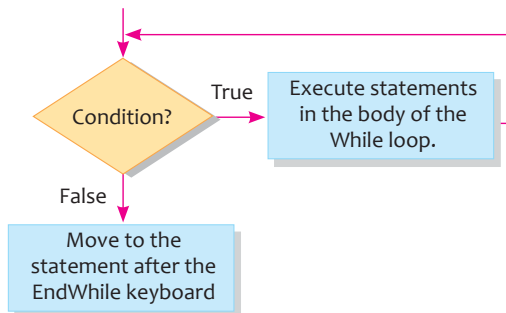 Condition?
True
Execute statements
in the body of the
While loop.
False
Move to the
statement after the
EndWhile keyboard